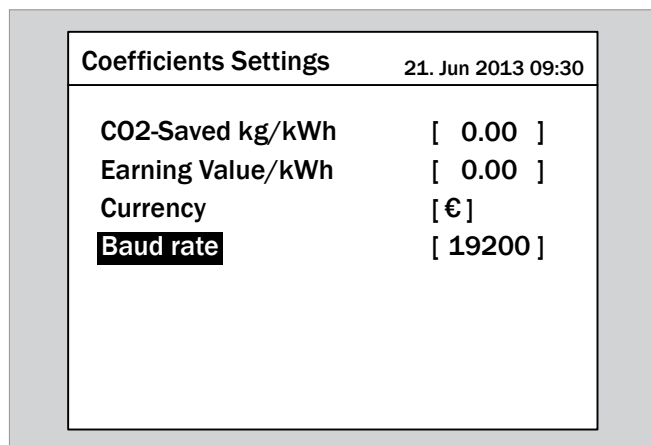 Coefficients Settings 21. Jun 2013 09:30
CO2-Saved kg/kWh [ 0.00 ]
Earning Value/kWh [ 0.00 ]
Currency [ € ]
Baud rate [ 19200 ]